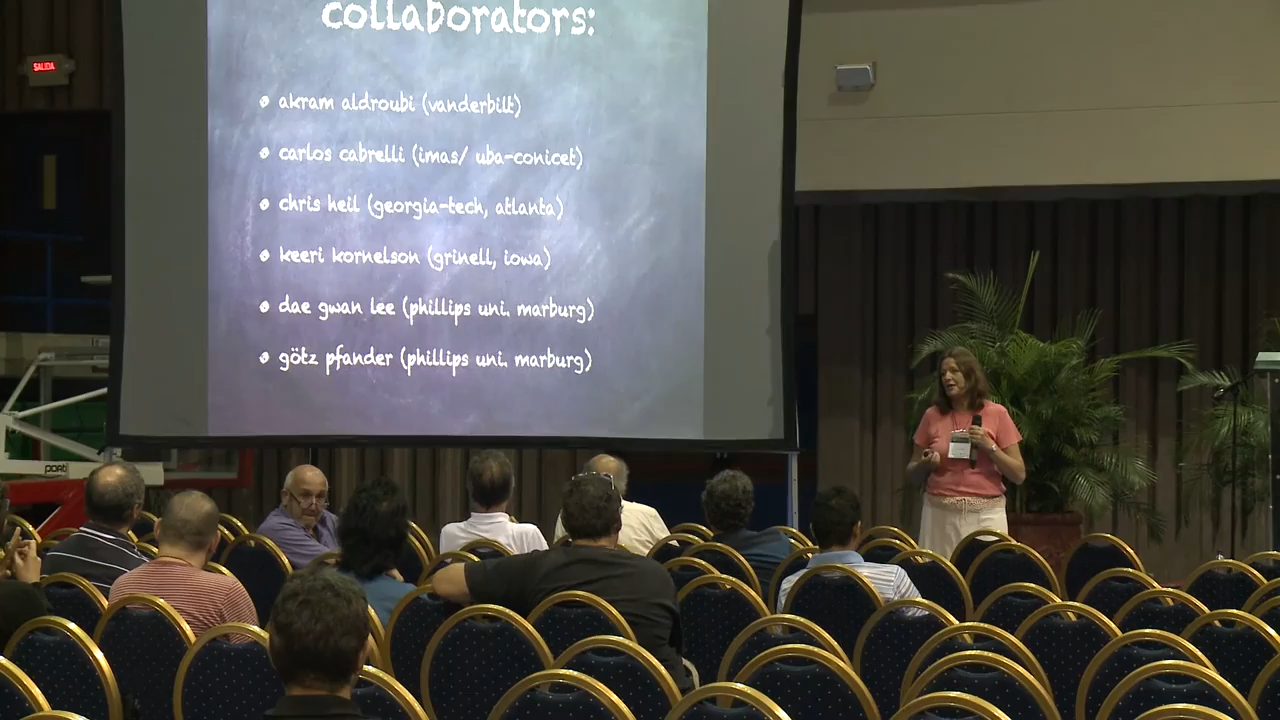 collaborators:
SALIDA
akram aldroubi (vanderbilt)
carlos cabrelli (imas/ uba-conicet)
chris heil (georgia-tech, atlanta)
keeri kornelson (grinell, iowa)
dae gwan lee (phillips uni. marburg)
götz pfander (phillips uni. marburg)
porti